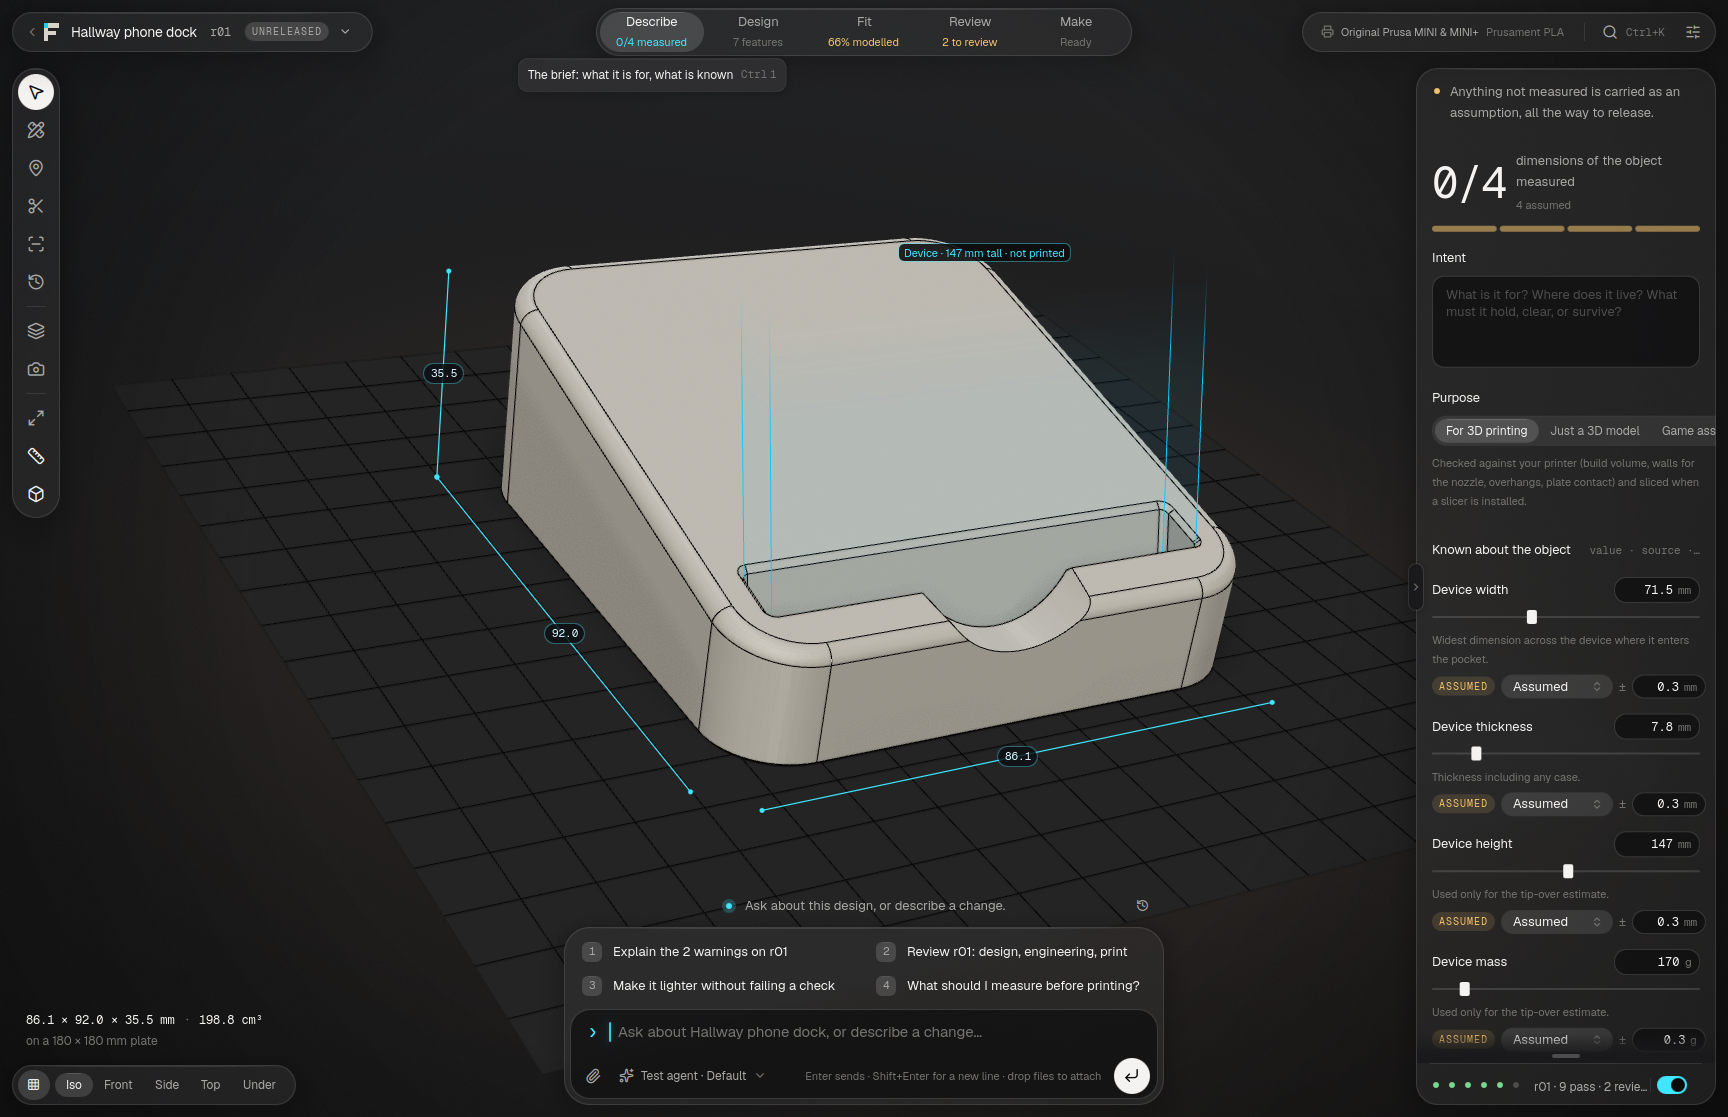 Hallway phone dock r01 UNRELEASED
Describe
0/4 measured
Design
7 features
Fit
66% modelled
Review
2 to review
Make
Ready
Original Prusa MINI & MINI+ Prusament PLA
Ctrl+K
The brief: what it is for, what is known Ctrl 1
Anything not measured is carried as an
assumption, all the way to release.
0/4
dimensions of the object
measured
4 assumed
Intent
What is it for? Where does it live? What
must it hold, clear, or survive?
Purpose
For 3D printing Just a 3D model Game ass
Checked against your printer (build volume, walls for
the nozzle, overhangs, plate contact) and sliced when
a slicer is installed.
Known about the object value · source ·…
Device width 71.5 mm
Widest dimension across the device where it enters
the pocket.
ASSUMED Assumed ± 0.3 mm
Device thickness 7.8 mm
Thickness including any case.
ASSUMED Assumed ± 0.3 mm
Device height 147 mm
Used only for the tip-over estimate.
ASSUMED Assumed ± 0.3 mm
Device mass 170 g
Used only for the tip-over estimate.
ASSUMED Assumed ± 0.3 g
r01 · 9 pass · 2 revie…
Device · 147 mm tall · not printed
35.5
92.0
86.1
Ask about this design, or describe a change.
1 Explain the 2 warnings on r01
2 Review r01: design, engineering, print
3 Make it lighter without failing a check
4 What should I measure before printing?
Ask about Hallway phone dock, or describe a change…
Test agent · Default
Enter sends · Shift+Enter for a new line · drop files to attach
86.1 × 92.0 × 35.5 mm · 198.8 cm³
on a 180 × 180 mm plate
Iso Front Side Top Under